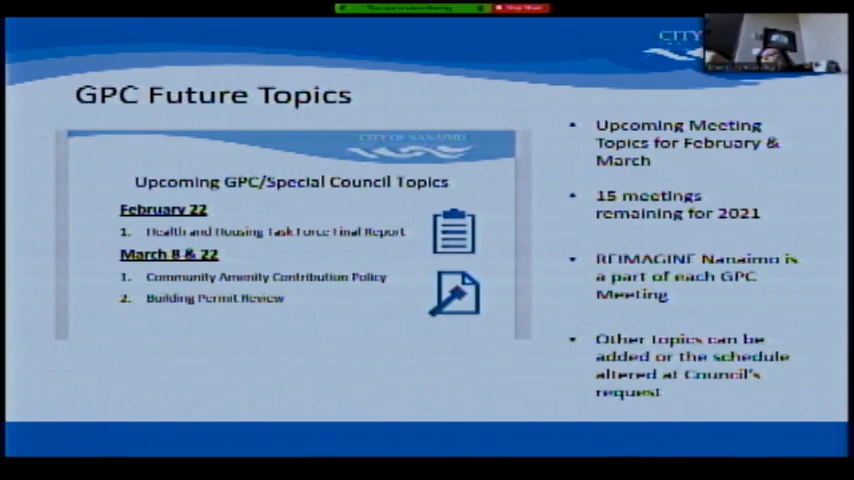 CITY
GPC Future Topics
CITY OF NANAIMO
Upcoming GPC/Special Council Topics
February 22
1. Health and Housing Task Force Final Report
March 8 & 22
1. Community Amenity Contribution Policy
2. Building Permit Review
• Upcoming Meeting
Topics for February &
March
• 15 meetings
remaining for 2021
• REIMAGINE Nanaimo is
a part of each GPC
Meeting
• Other topics can be
added or the schedule
altered at Council's
request